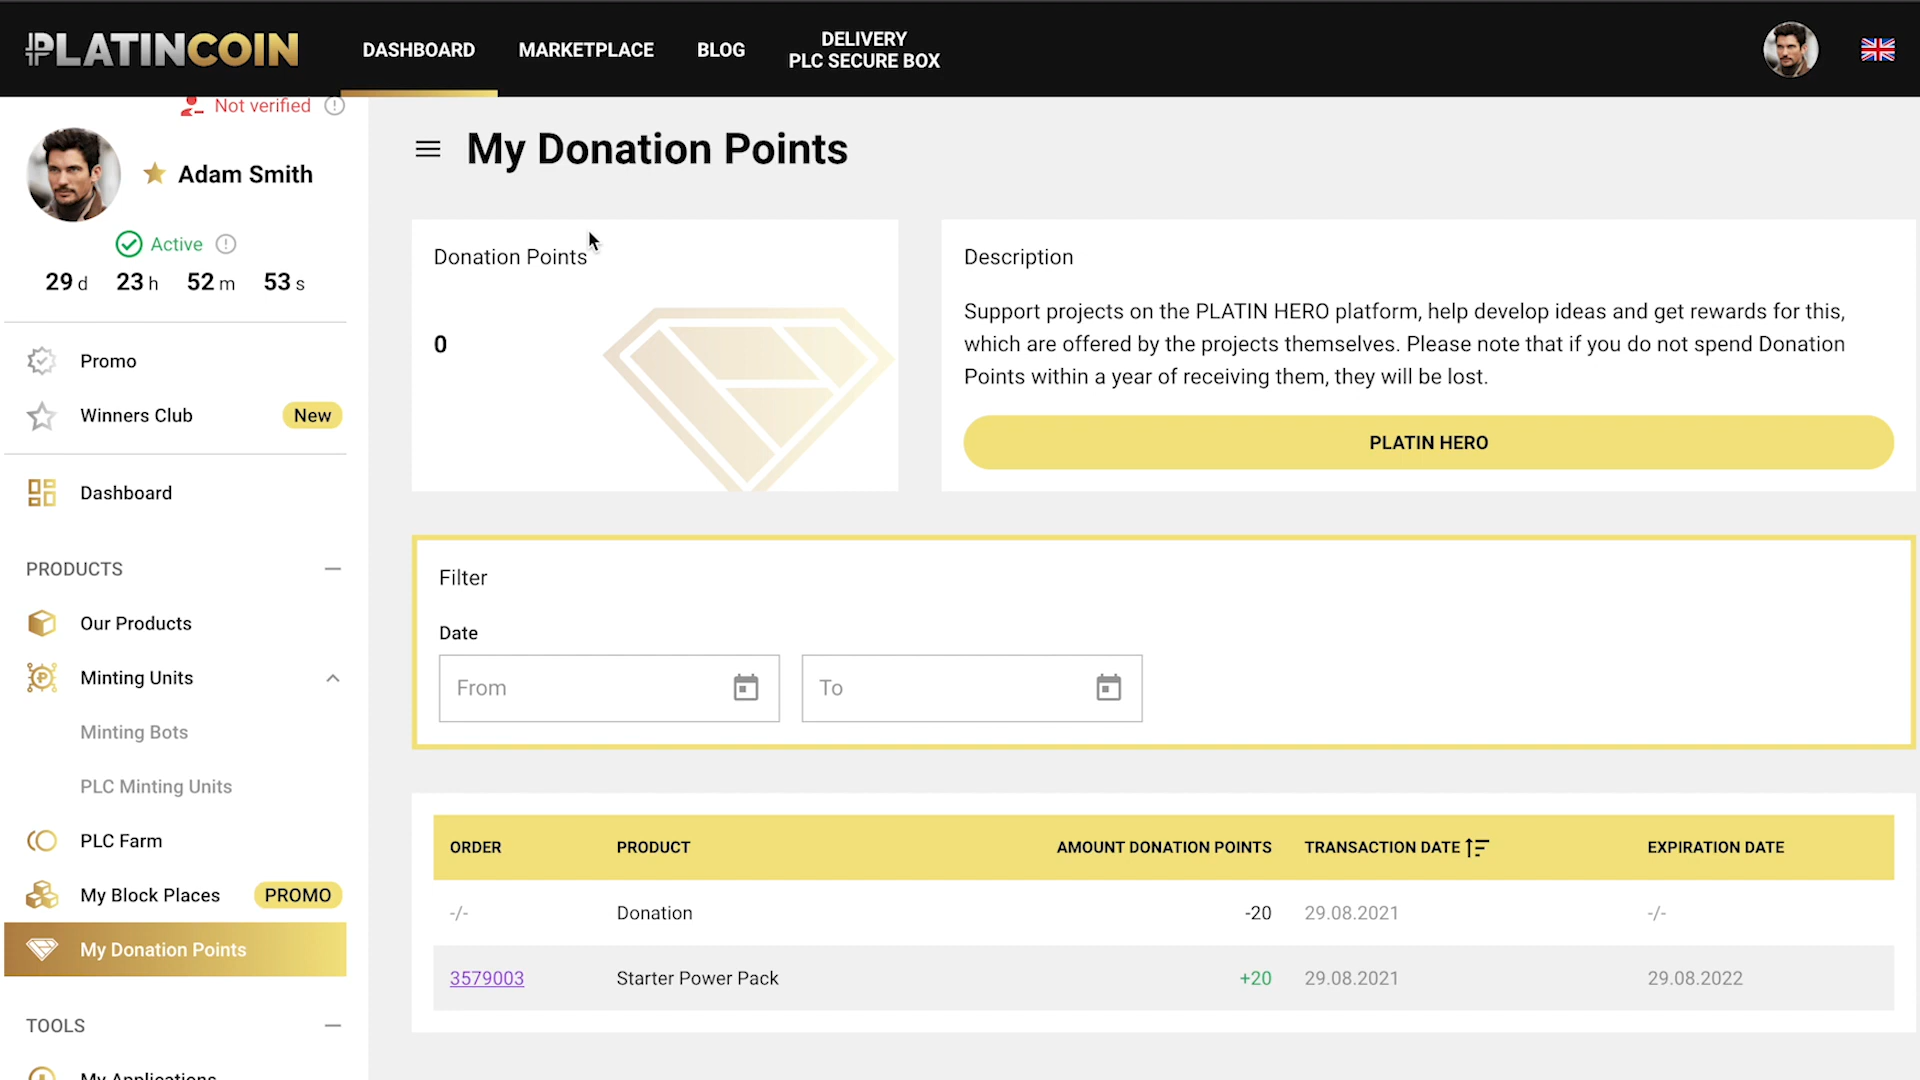 PLATINCOIN
DASHBOARD
MARKETPLACE
BLOG
DELIVERY
PLC SECURE BOX
Not verified
Adam Smith
Active
29 d 23 h 52 m 53 s
Promo
Winners Club
New
Dashboard
PRODUCTS
Our Products
Minting Units
Minting Bots
PLC Minting Units
PLC Farm
My Block Places
PROMO
My Donation Points
TOOLS
My Applications
My Donation Points
Donation Points
0
Description
Support projects on the PLATIN HERO platform, help develop ideas and get rewards for this,
which are offered by the projects themselves. Please note that if you do not spend Donation
Points within a year of receiving them, they will be lost.
PLATIN HERO
Filter
Date
From
To
ORDER PRODUCT AMOUNT DONATION POINTS TRANSACTION DATE EXPIRATION DATE
-/- Donation -20 29.08.2021 -/-
3579003 Starter Power Pack +20 29.08.2021 29.08.2022